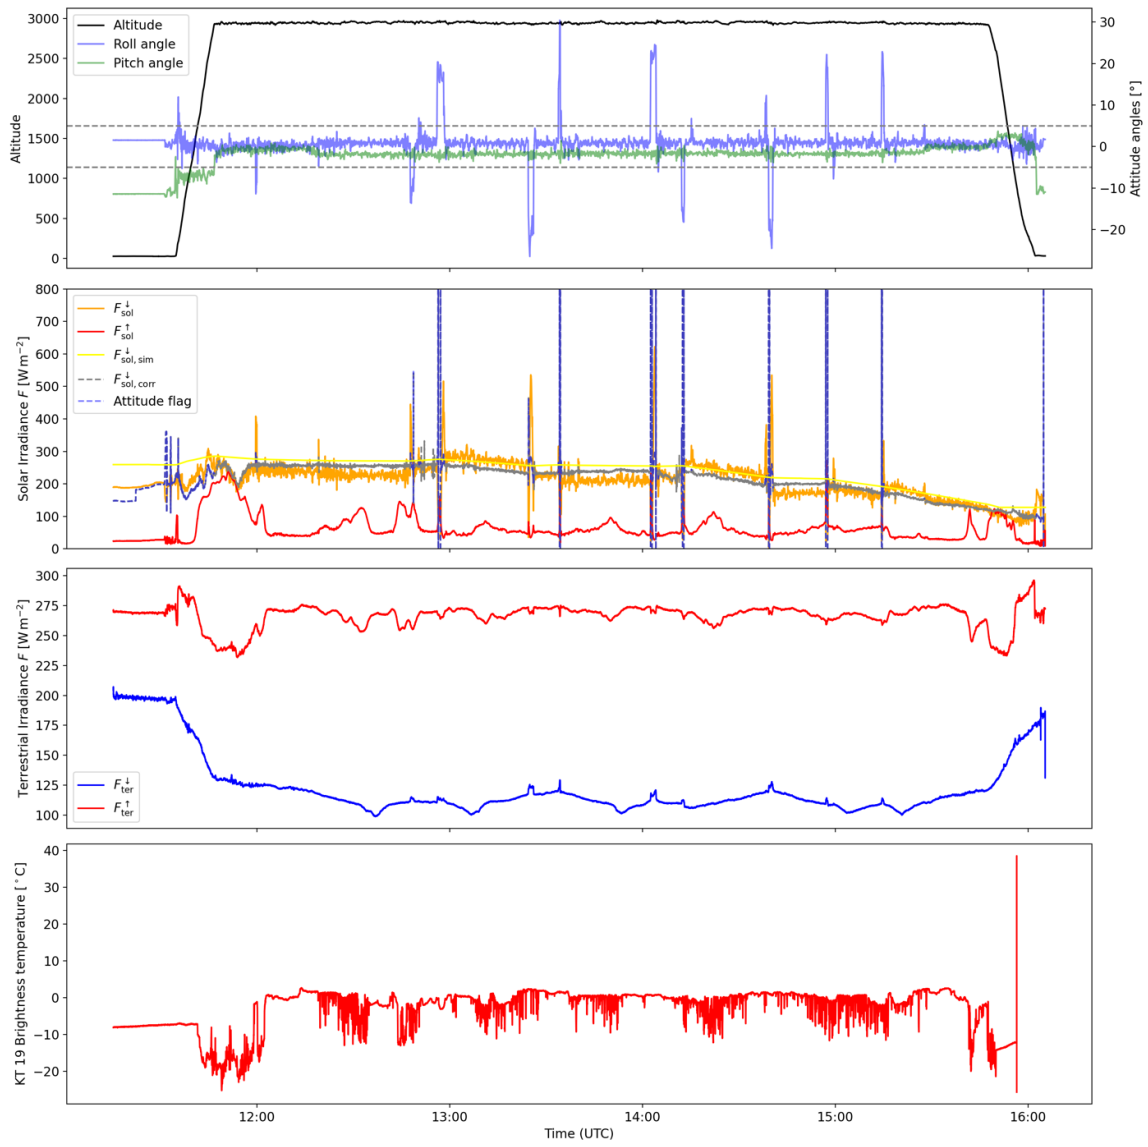 3000
2500
2000
1500
1000
500
0
Altitude
Altitude
Roll angle
Pitch angle
30
20
10
0
−10
−20
Attitude angles [°]
800
700
600
500
400
300
200
100
0
Solar Irradiance F [W m⁻²]
F↓sol
F↑sol
F↓sol, sim
F↓sol, corr
Attitude flag
300
275
250
225
200
175
150
125
100
Terrestrial Irradiance F [W m⁻²]
F↓ter
F↑ter
40
30
20
10
0
−10
−20
KT 19 Brightness temperature [°C]
12:00 13:00 14:00 15:00 16:00
Time (UTC)